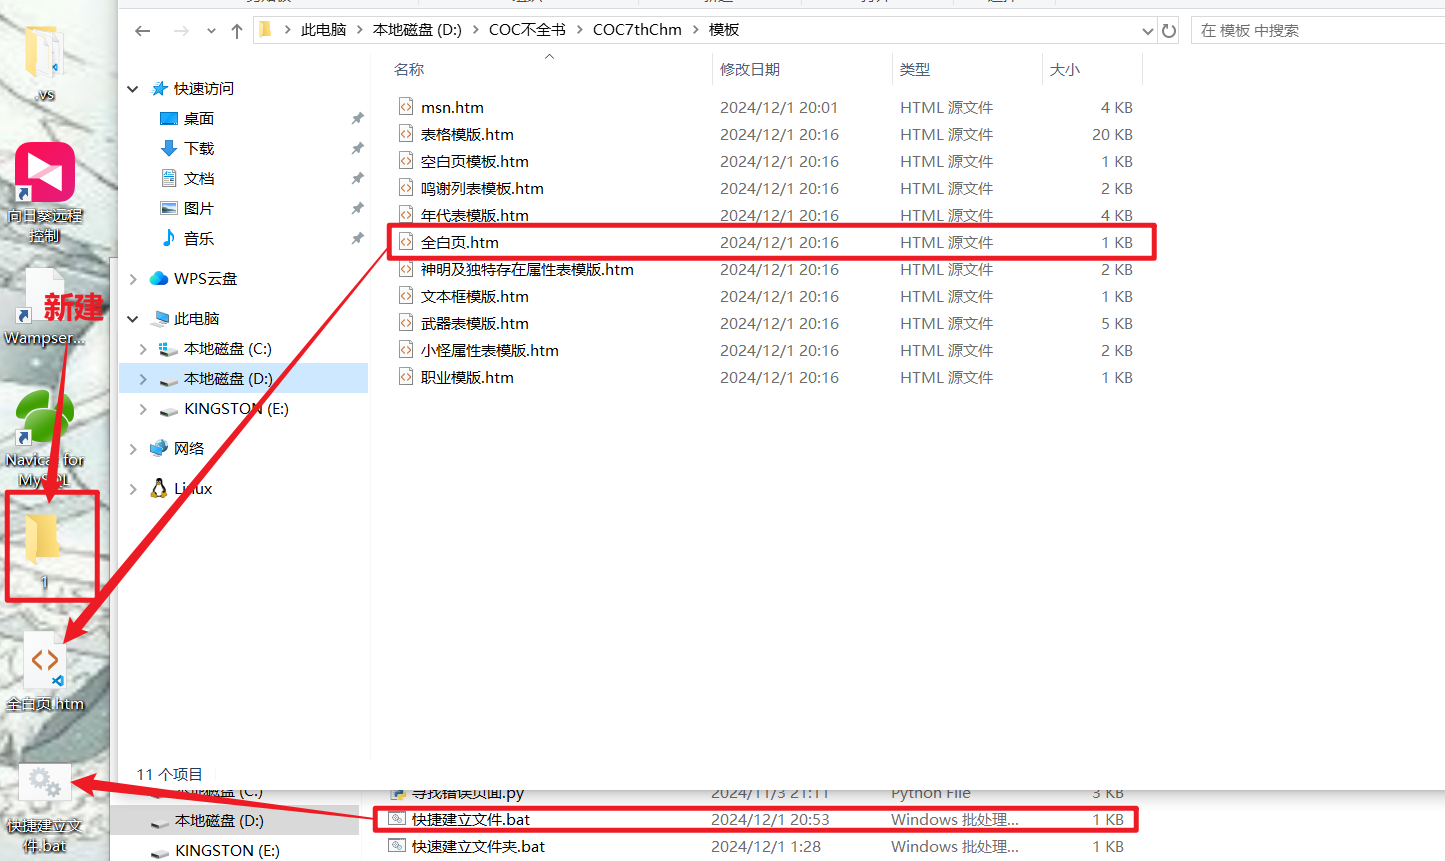 此电脑
本地磁盘 (D:)
COC不全书
COC7thChm
模板
在 模板 中搜索
名称
修改日期
类型
大小
msn.htm 2024/12/1 20:01 HTML 源文件 4 KB
表格模版.htm 2024/12/1 20:16 HTML 源文件 20 KB
空白页模板.htm 2024/12/1 20:16 HTML 源文件 1 KB
鸣谢列表模板.htm 2024/12/1 20:16 HTML 源文件 2 KB
年代表模版.htm 2024/12/1 20:16 HTML 源文件 4 KB
全白页.htm 2024/12/1 20:16 HTML 源文件 1 KB
神明及独特存在属性表模版.htm 2024/12/1 20:16 HTML 源文件 2 KB
文本框模版.htm 2024/12/1 20:16 HTML 源文件 1 KB
武器表模版.htm 2024/12/1 20:16 HTML 源文件 5 KB
小怪属性表模版.htm 2024/12/1 20:16 HTML 源文件 2 KB
职业模版.htm 2024/12/1 20:16 HTML 源文件 1 KB
快速访问
桌面
下载
文档
图片
音乐
WPS云盘
此电脑
本地磁盘 (C:)
本地磁盘 (D:)
KINGSTON (E:)
网络
Linux
11 个项目
本地磁盘 (C:)
本地磁盘 (D:)
KINGSTON (E:)
寻找错误页面.py 2024/11/3 21:11 Python File 3 KB
快捷建立文件.bat 2024/12/1 20:53 Windows 批处理... 1 KB
快速建立文件夹.bat 2024/12/1 1:28 Windows 批处理... 1 KB
.vs
向日葵远程
控制
新建
Wampser...
Navicat for
MySQL
1
全白页.htm
快捷建立文
件.bat